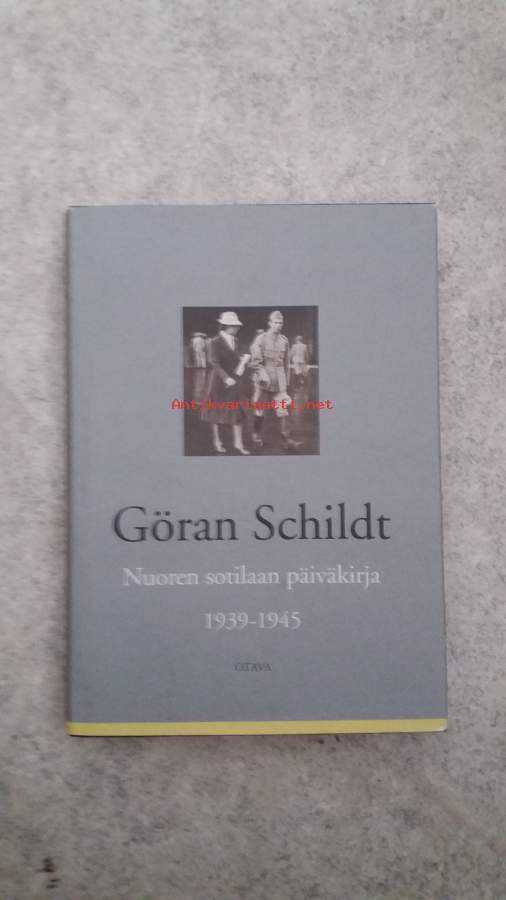 Antikvariaatti.net
Göran Schildt
Nuoren sotilaan päiväkirja
1939-1945
OTAVA